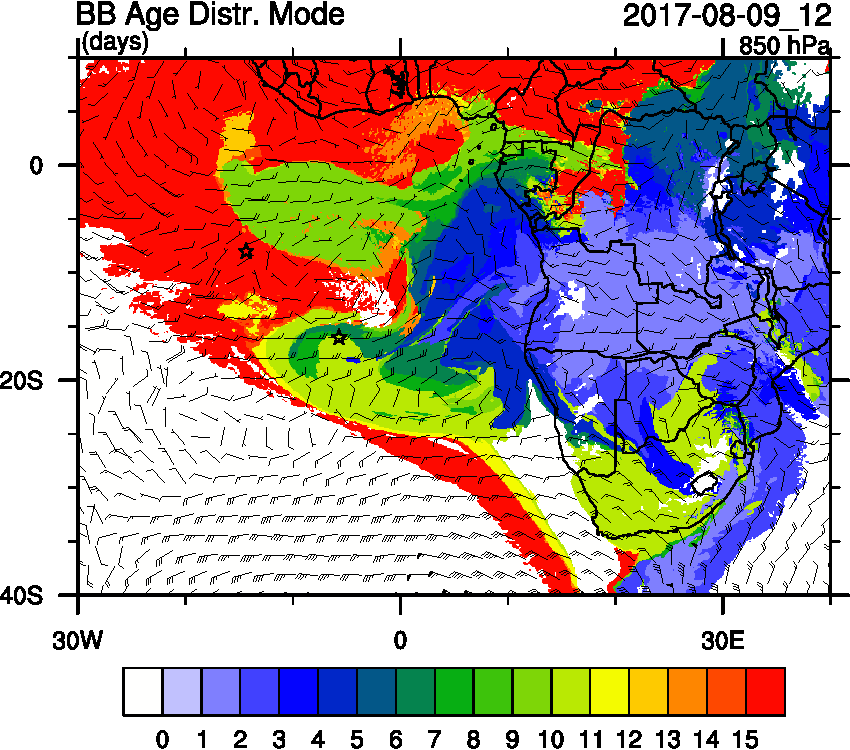 BB Age Distr. Mode 2017-08-09_12
(days) 850 hPa
0
20S
40S
30W 0 30E
0 1 2 3 4 5 6 7 8 9 10 11 12 13 14 15